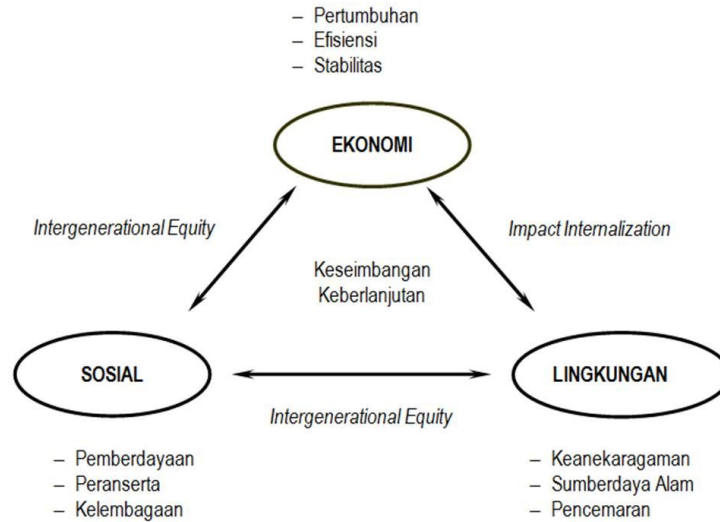 – Pertumbuhan
– Efisiensi
– Stabilitas
EKONOMI
Intergenerational Equity
Impact Internalization
Keseimbangan
Keberlanjutan
SOSIAL
LINGKUNGAN
Intergenerational Equity
– Pemberdayaan
– Peranserta
– Kelembagaan
– Keanekaragaman
– Sumberdaya Alam
– Pencemaran